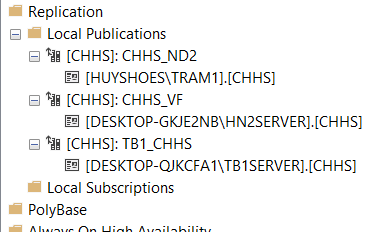 Replication
Local Publications
[CHHS]: CHHS_ND2
[HUYSHOES\TRAM1].[CHHS]
[CHHS]: CHHS_VF
[DESKTOP-GKJE2NB\HN2SERVER].[CHHS]
[CHHS]: TB1_CHHS
[DESKTOP-QJKCFA1\TB1SERVER].[CHHS]
Local Subscriptions
PolyBase
Always On High Availability